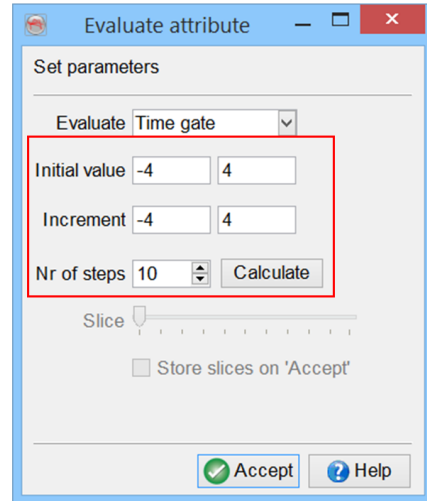 Evaluate attribute
Set parameters
Evaluate Time gate
Initial value -4 4
Increment -4 4
Nr of steps 10 Calculate
Slice
Store slices on 'Accept'
Accept Help